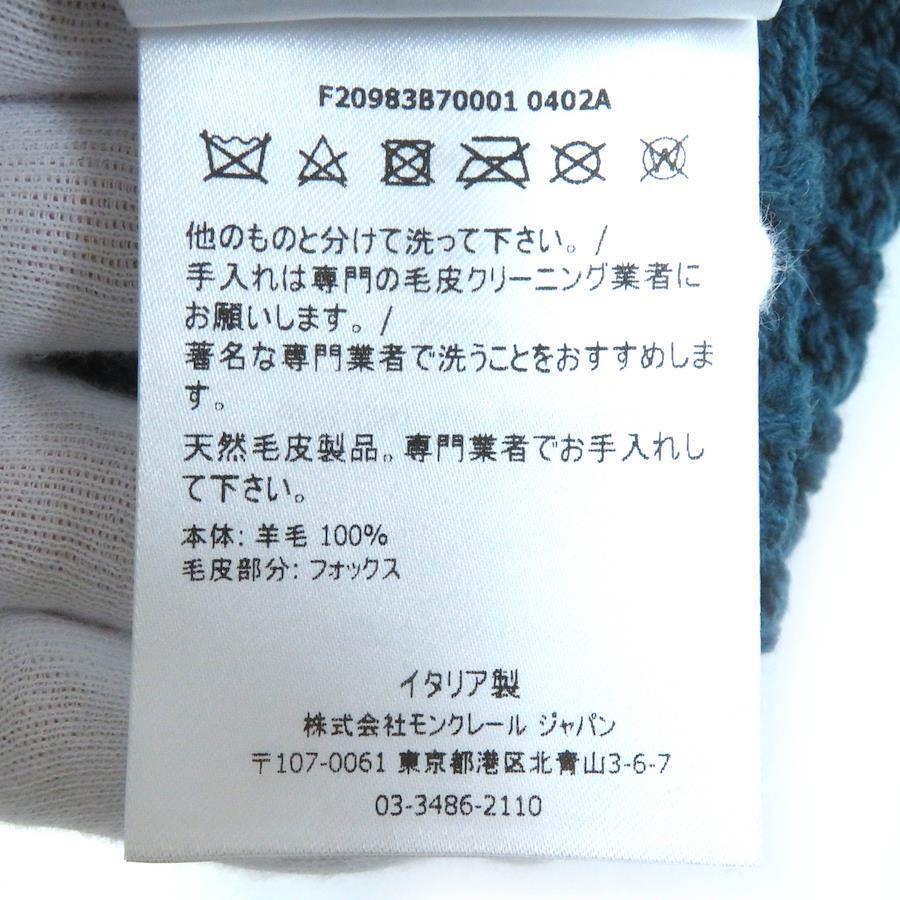 F20983B70001 0402A
他のものと分けて洗って下さい。/
手入れは専門の毛皮クリーニング業者に
お願いします。/
著名な専門業者で洗うことをおすすめしま
す。
天然毛皮製品。専門業者でお手入れし
て下さい。
本体: 羊毛 100%
毛皮部分: フォックス
イタリア製
株式会社モンクレール ジャパン
〒107-0061 東京都港区北青山3-6-7
03-3486-2110